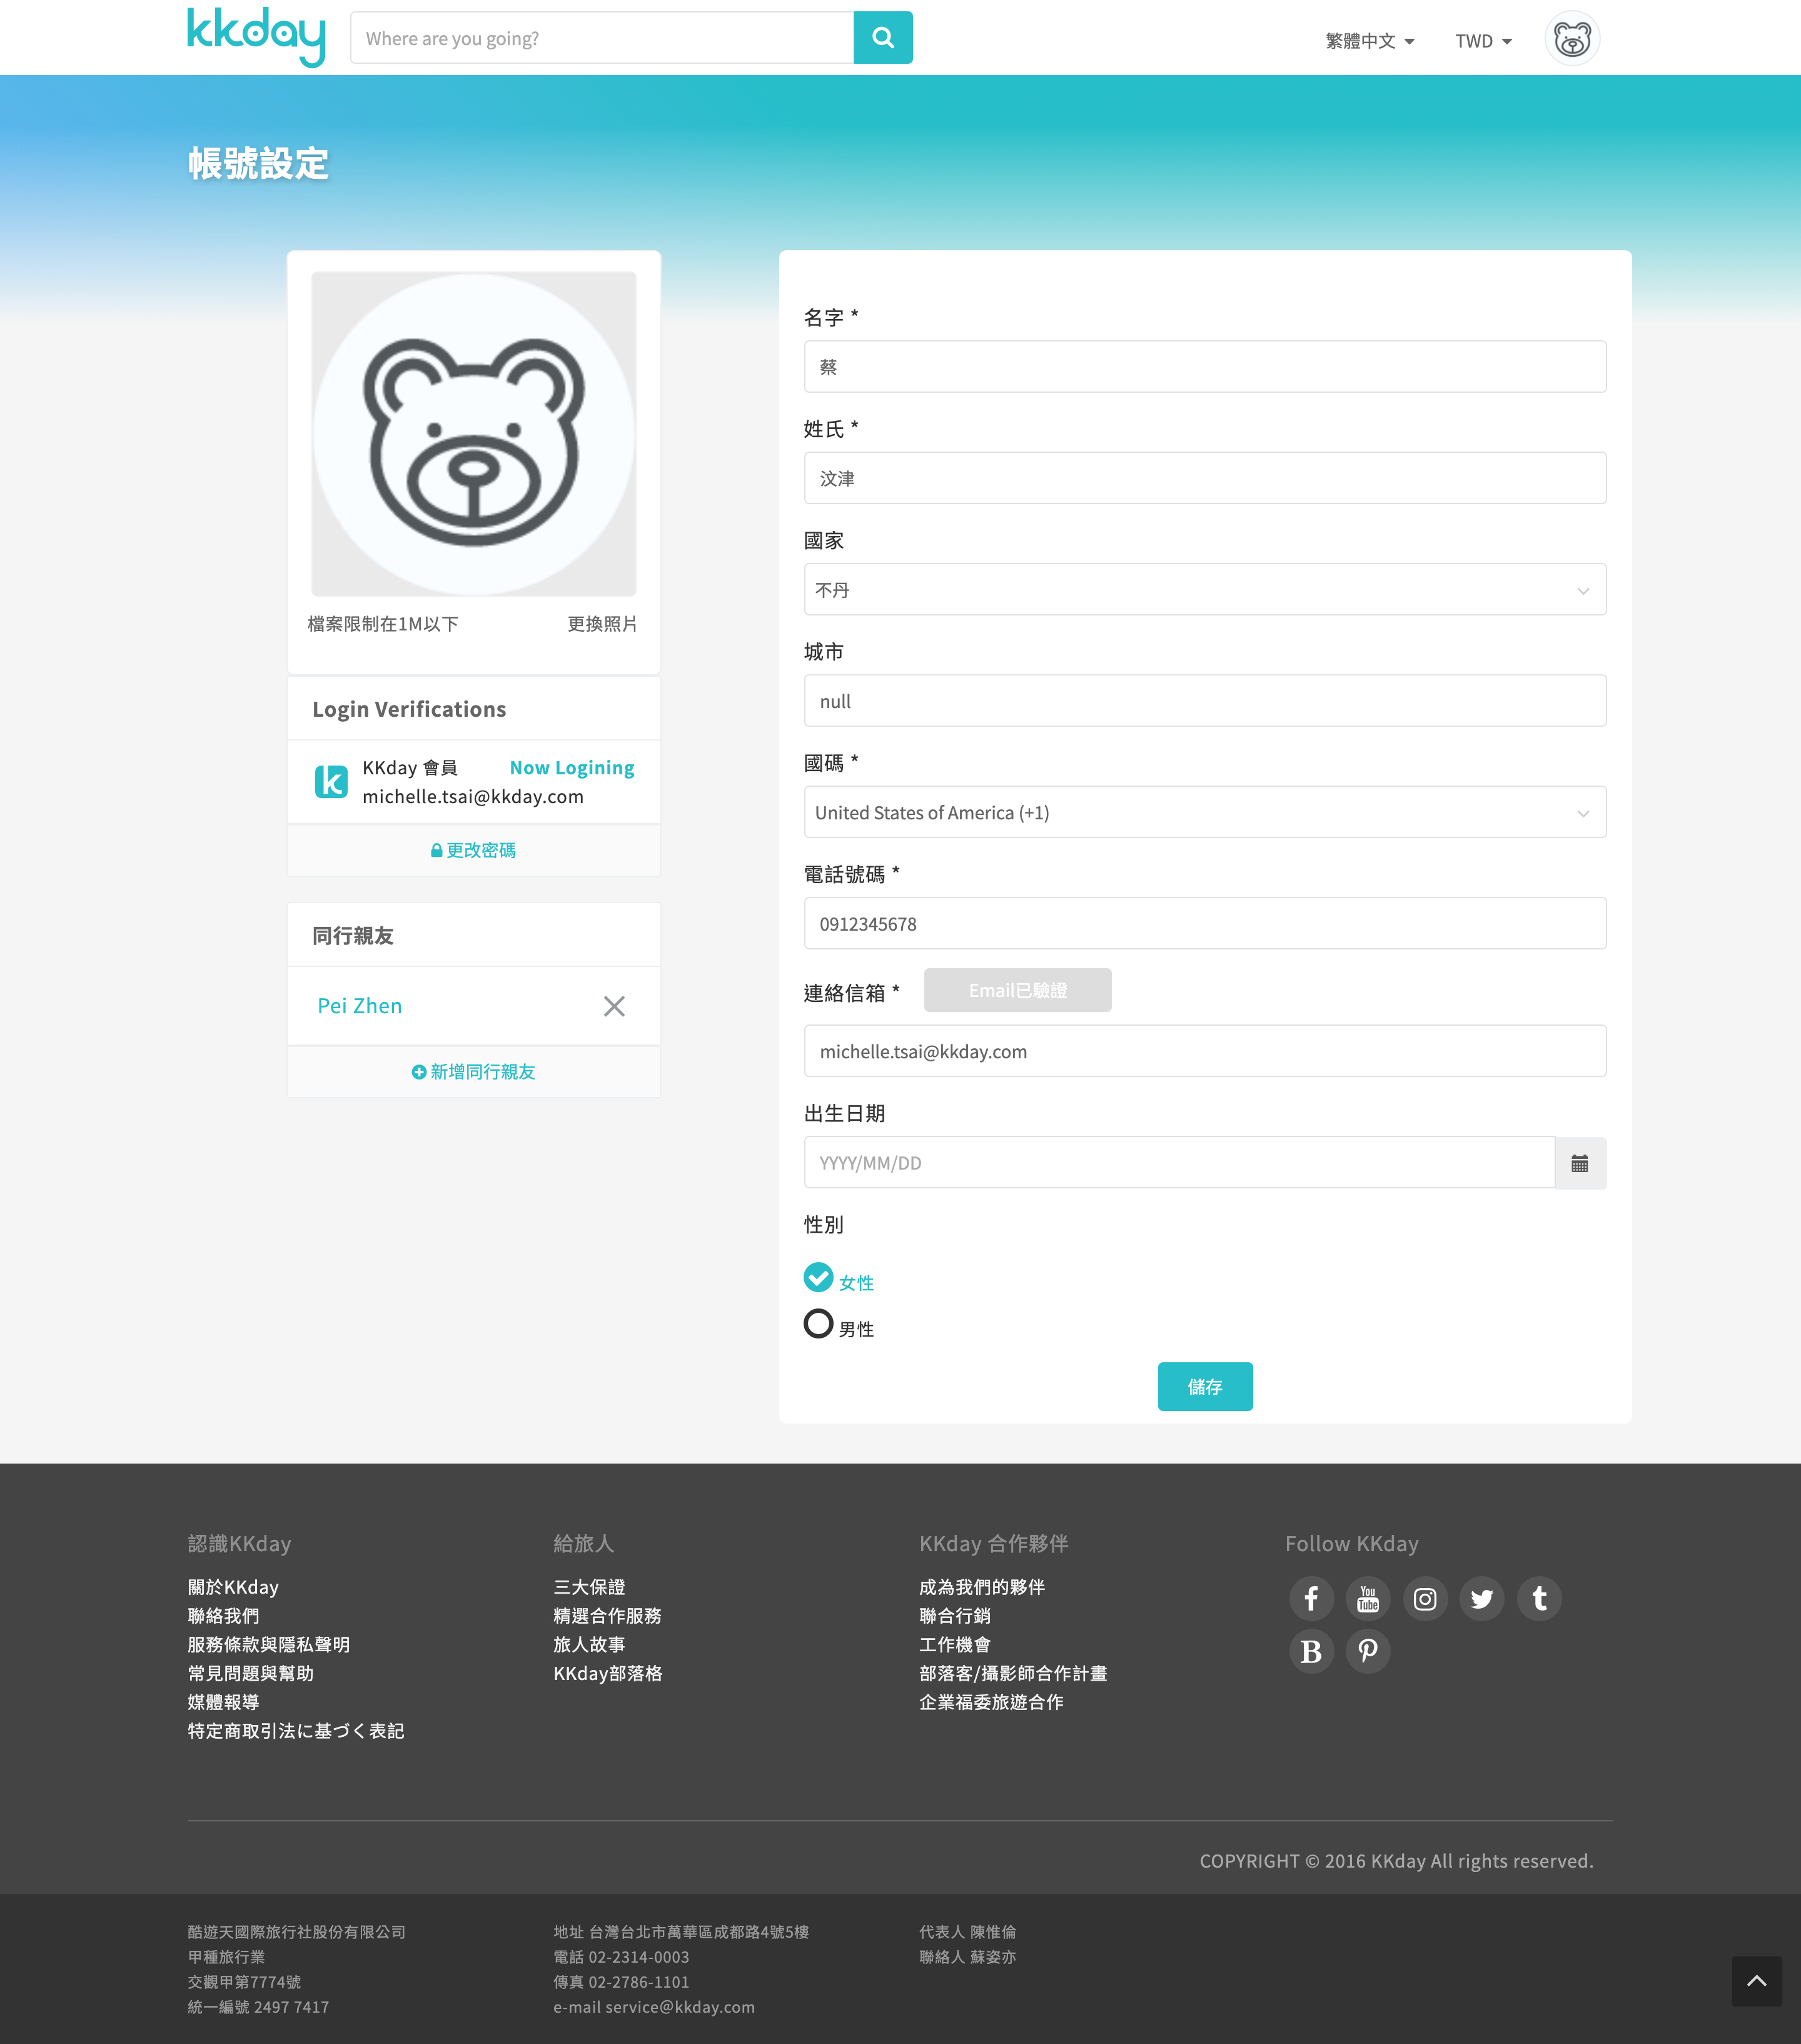 kkday
Where are you going?
繁體中文
TWD
帳號設定
檔案限制在1M以下
更換照片
Login Verifications
KKday 會員
Now Logining
michelle.tsai@kkday.com
更改密碼
同行親友
Pei Zhen
新增同行親友
名字 *
蔡
姓氏 *
汶津
國家
不丹
城市
null
國碼 *
United States of America (+1)
電話號碼 *
0912345678
連絡信箱 *
Email已驗證
michelle.tsai@kkday.com
出生日期
YYYY/MM/DD
性別
女性
男性
儲存
認識KKday
關於KKday
聯絡我們
服務條款與隱私聲明
常見問題與幫助
媒體報導
特定商取引法に基づく表記
給旅人
三大保證
精選合作服務
旅人故事
KKday部落格
KKday 合作夥伴
成為我們的夥伴
聯合行銷
工作機會
部落客/攝影師合作計畫
企業福委旅遊合作
Follow KKday
You
Tube
COPYRIGHT © 2016 KKday All rights reserved.
酷遊天國際旅行社股份有限公司
甲種旅行業
交觀甲第7774號
統一編號 2497 7417
地址 台灣台北市萬華區成都路4號5樓
電話 02-2314-0003
傳真 02-2786-1101
e-mail service@kkday.com
代表人 陳惟倫
聯絡人 蘇姿亦